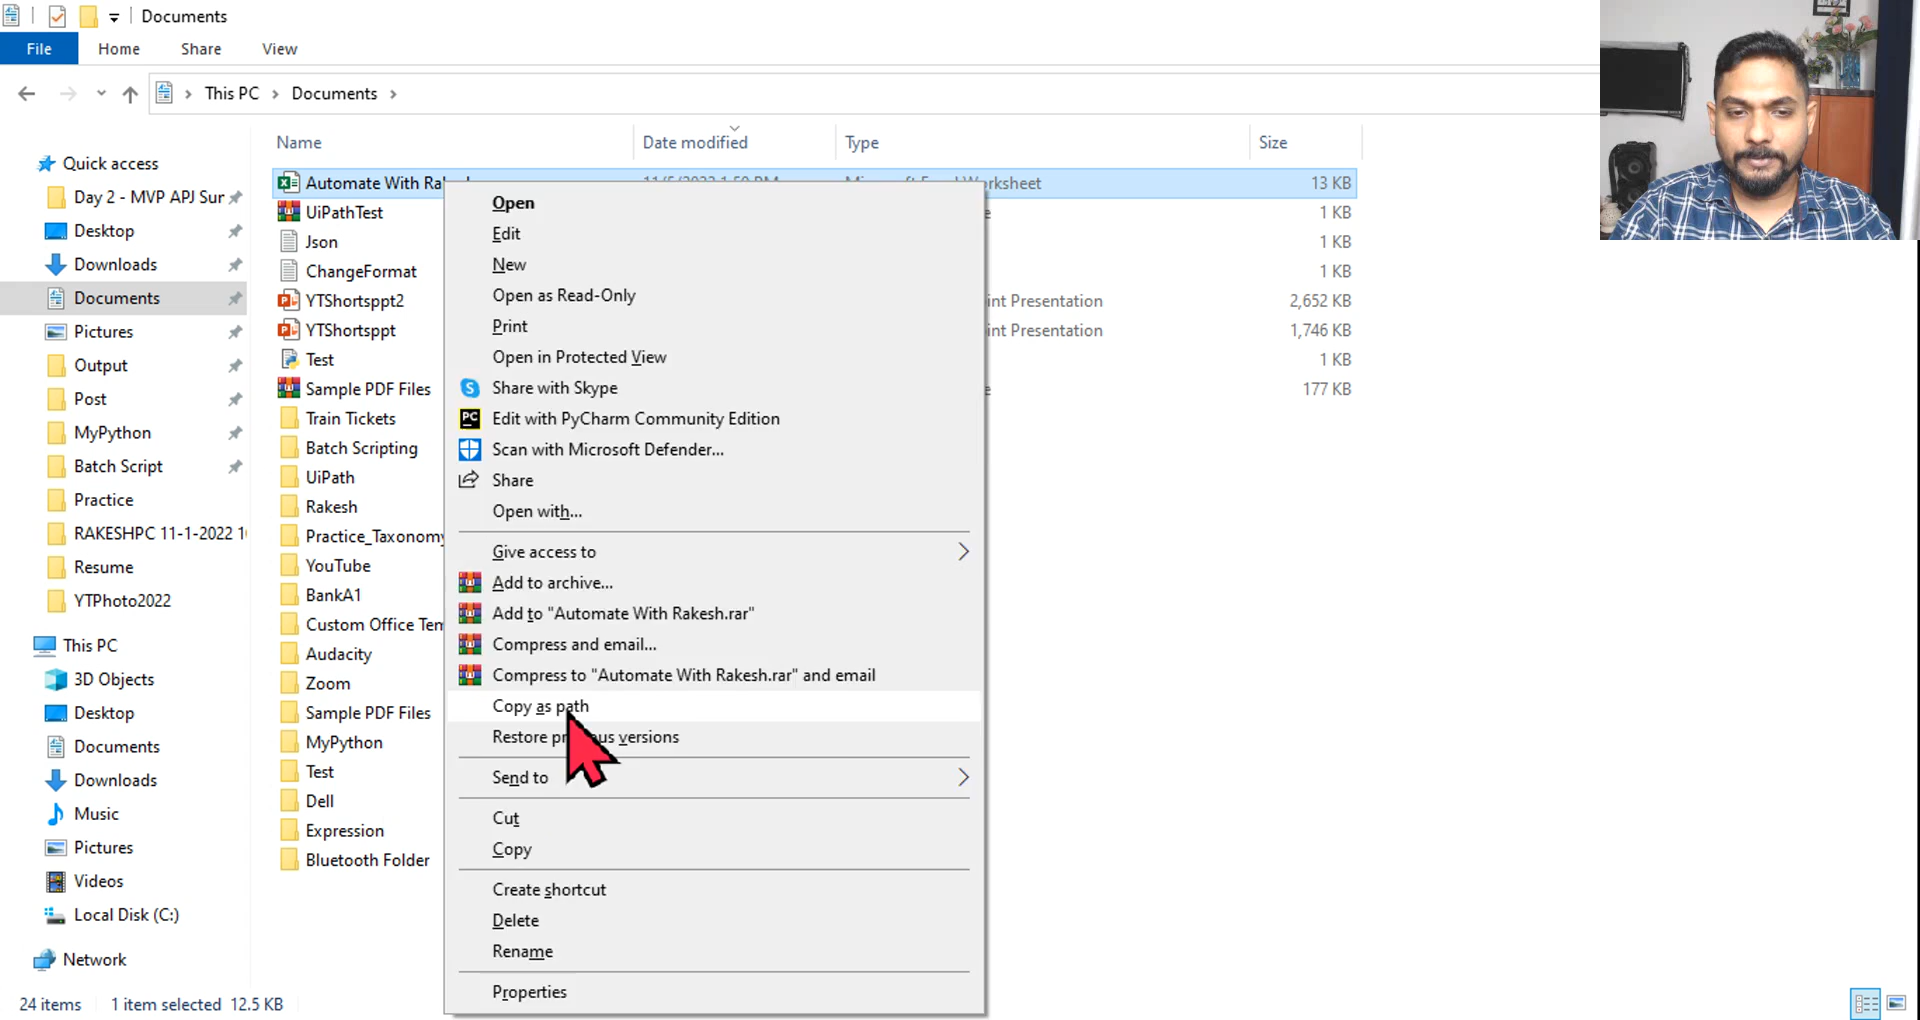 Documents
File Home Share View
This PC Documents
Name Date modified Type Size
Quick access
Day 2 - MVP APJ Sur
Desktop
Downloads
Documents
Pictures
Output
Post
MyPython
Batch Script
Practice
RAKESHPC 11-1-2022
Resume
YTPhoto2022
This PC
3D Objects
Desktop
Documents
Downloads
Music
Pictures
Videos
Local Disk (C:)
Network
Automate With 13 KB
UiPathTest 1 KB
Json 1 KB
ChangeFormat 1 KB
YTShortsppt2 Presentation 2,652 KB
YTShortsppt Presentation 1,746 KB
Test 1 KB
Sample PDF Files 177 KB
Train Tickets
Batch Scripting
UiPath
Rakesh
Practice_Taxonomy
YouTube
BankA1
Custom Office Tem
Audacity
Zoom
Sample PDF Files
MyPython
Test
Dell
Expression
Bluetooth Folder
Open
Edit
New
Open as Read-Only
Print
Open in Protected View
Share with Skype
Edit with PyCharm Community Edition
Scan with Microsoft Defender...
Share
Open with...
Give access to
Add to archive...
Add to "Automate With Rakesh.rar"
Compress and email...
Compress to "Automate With Rakesh.rar" and email
Copy as path
Restore previous versions
Send to
Cut
Copy
Create shortcut
Delete
Rename
Properties
24 items 1 item selected 12.5 KB